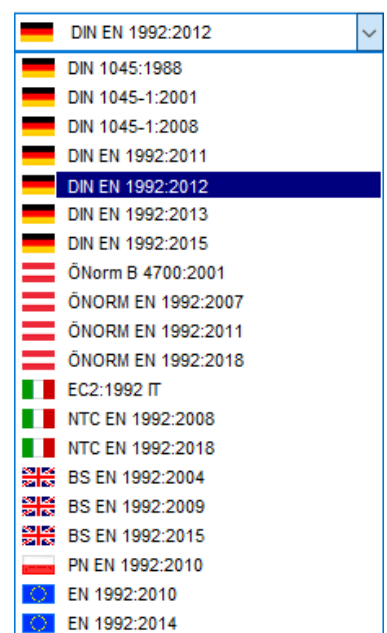 DIN EN 1992:2012
DIN 1045:1988
DIN 1045-1:2001
DIN 1045-1:2008
DIN EN 1992:2011
DIN EN 1992:2012
DIN EN 1992:2013
DIN EN 1992:2015
ÖNorm B 4700:2001
ÖNORM EN 1992:2007
ÖNORM EN 1992:2011
ÖNORM EN 1992:2018
EC2:1992 IT
NTC EN 1992:2008
NTC EN 1992:2018
BS EN 1992:2004
BS EN 1992:2009
BS EN 1992:2015
PN EN 1992:2010
EN 1992:2010
EN 1992:2014